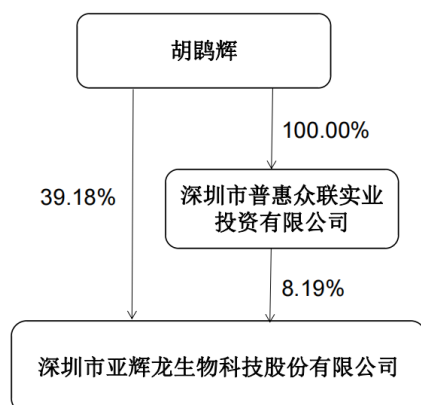 胡鹍辉
100.00%
39.18%
深圳市普惠众联实业
投资有限公司
8.19%
深圳市亚辉龙生物科技股份有限公司